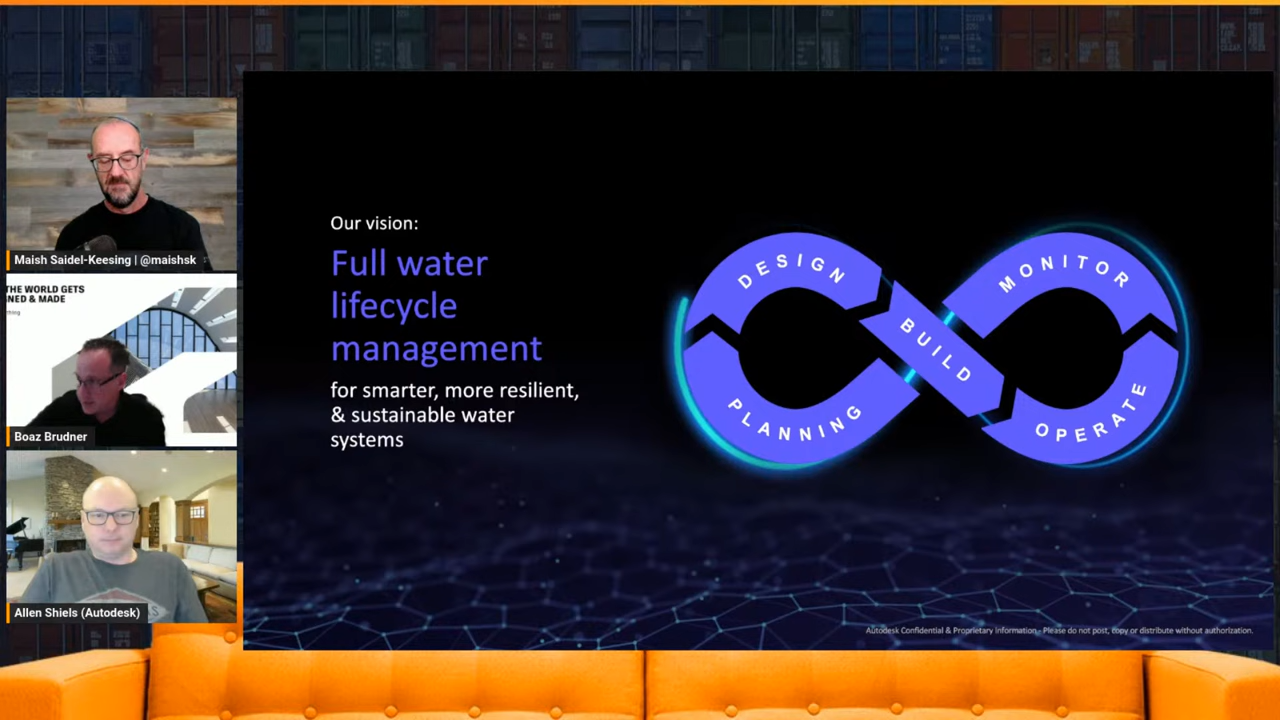 Maish Saidel-Keesing | @maishsk
THE WORLD GETS
NED & MADE
Boaz Brudner
Allen Shiels (Autodesk)
Our vision:
Full water
lifecycle
management
for smarter, more resilient,
& sustainable water
systems
DESIGN
MONITOR
BUILD
PLANNING
OPERATE
Autodesk Confidential & Proprietary Information - Please do not post, copy or distribute without authorization.